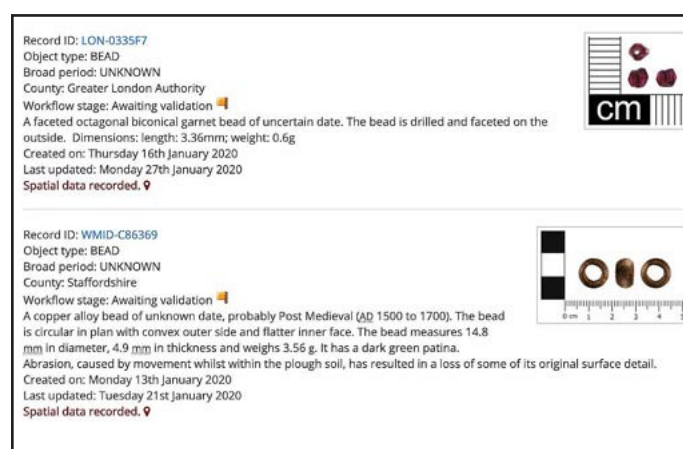 Record ID: LON-0335F7
Object type: BEAD
Broad period: UNKNOWN
County: Greater London Authority
Workflow stage: Awaiting validation
A faceted octagonal biconical garnet bead of uncertain date. The bead is drilled and faceted on the
outside. Dimensions: length: 3.36mm; weight: 0.6g
Created on: Thursday 16th January 2020
Last updated: Monday 27th January 2020
Spatial data recorded.
cm
Record ID: WMID-C86369
Object type: BEAD
Broad period: UNKNOWN
County: Staffordshire
Workflow stage: Awaiting validation
A copper alloy bead of unknown date, probably Post Medieval (AD 1500 to 1700). The bead
is circular in plan with convex outer side and flatter inner face. The bead measures 14.8
mm in diameter, 4.9 mm in thickness and weighs 3.56 g. It has a dark green patina.
Abrasion, caused by movement whilst within the plough soil, has resulted in a loss of some of its original surface detail.
Created on: Monday 13th January 2020
Last updated: Tuesday 21st January 2020
Spatial data recorded.
0 cm 1 2 3 4 5